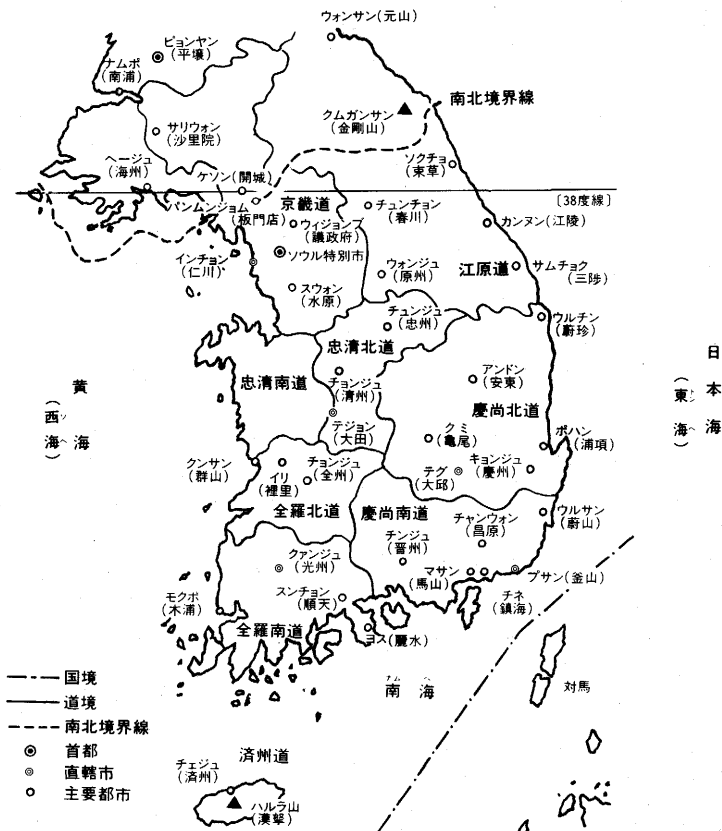 ウォンサン(元山)
ピョンヤン
(平壌)
ナムポ
(南浦)
南北境界線
クムガンサン
(金剛山)
サリウォン
(沙里院)
ソクチョ
(束草)
ヘージュ
(海州)
ケソン(開城)
〔38度線〕
京畿道
パンムンジョム
(板門店)
チュンチョン
(春川)
カンヌン(江陵)
ウィジョンブ
(議政府)
ソウル特別市
インチョン
(仁川)
ウォンジュ
(原州)
江原道
サムチョク
(三陟)
スウォン
(水原)
チュンジュ
(忠州)
ウルチン
(蔚珍)
忠清北道
日本海
(東海)
トンヘ
黄海
(西海)
ソヘ
忠清南道
チョンジュ
(清州)
アンドン
(安東)
慶尚北道
テジョン
(大田)
クミ
(亀尾)
ポハン
(浦項)
クンサン
(群山)
イリ
(裡里)
チョンジュ
(全州)
テグ
(大邱)
キョンジュ
(慶州)
全羅北道
慶尚南道
チャンウォン
(昌原)
ウルサン
(蔚山)
クァンジュ
(光州)
チンジュ
(晋州)
マサン
(馬山)
プサン(釜山)
チネ
(鎮海)
モクポ
(木浦)
スンチョン
(順天)
全羅南道
ヨス(麗水)
ナムヘ
南海
対馬
国境
道境
南北境界線
首都
直轄市
主要都市
済州道
チェジュ
(済州)
ハルラ山
(漢拏)